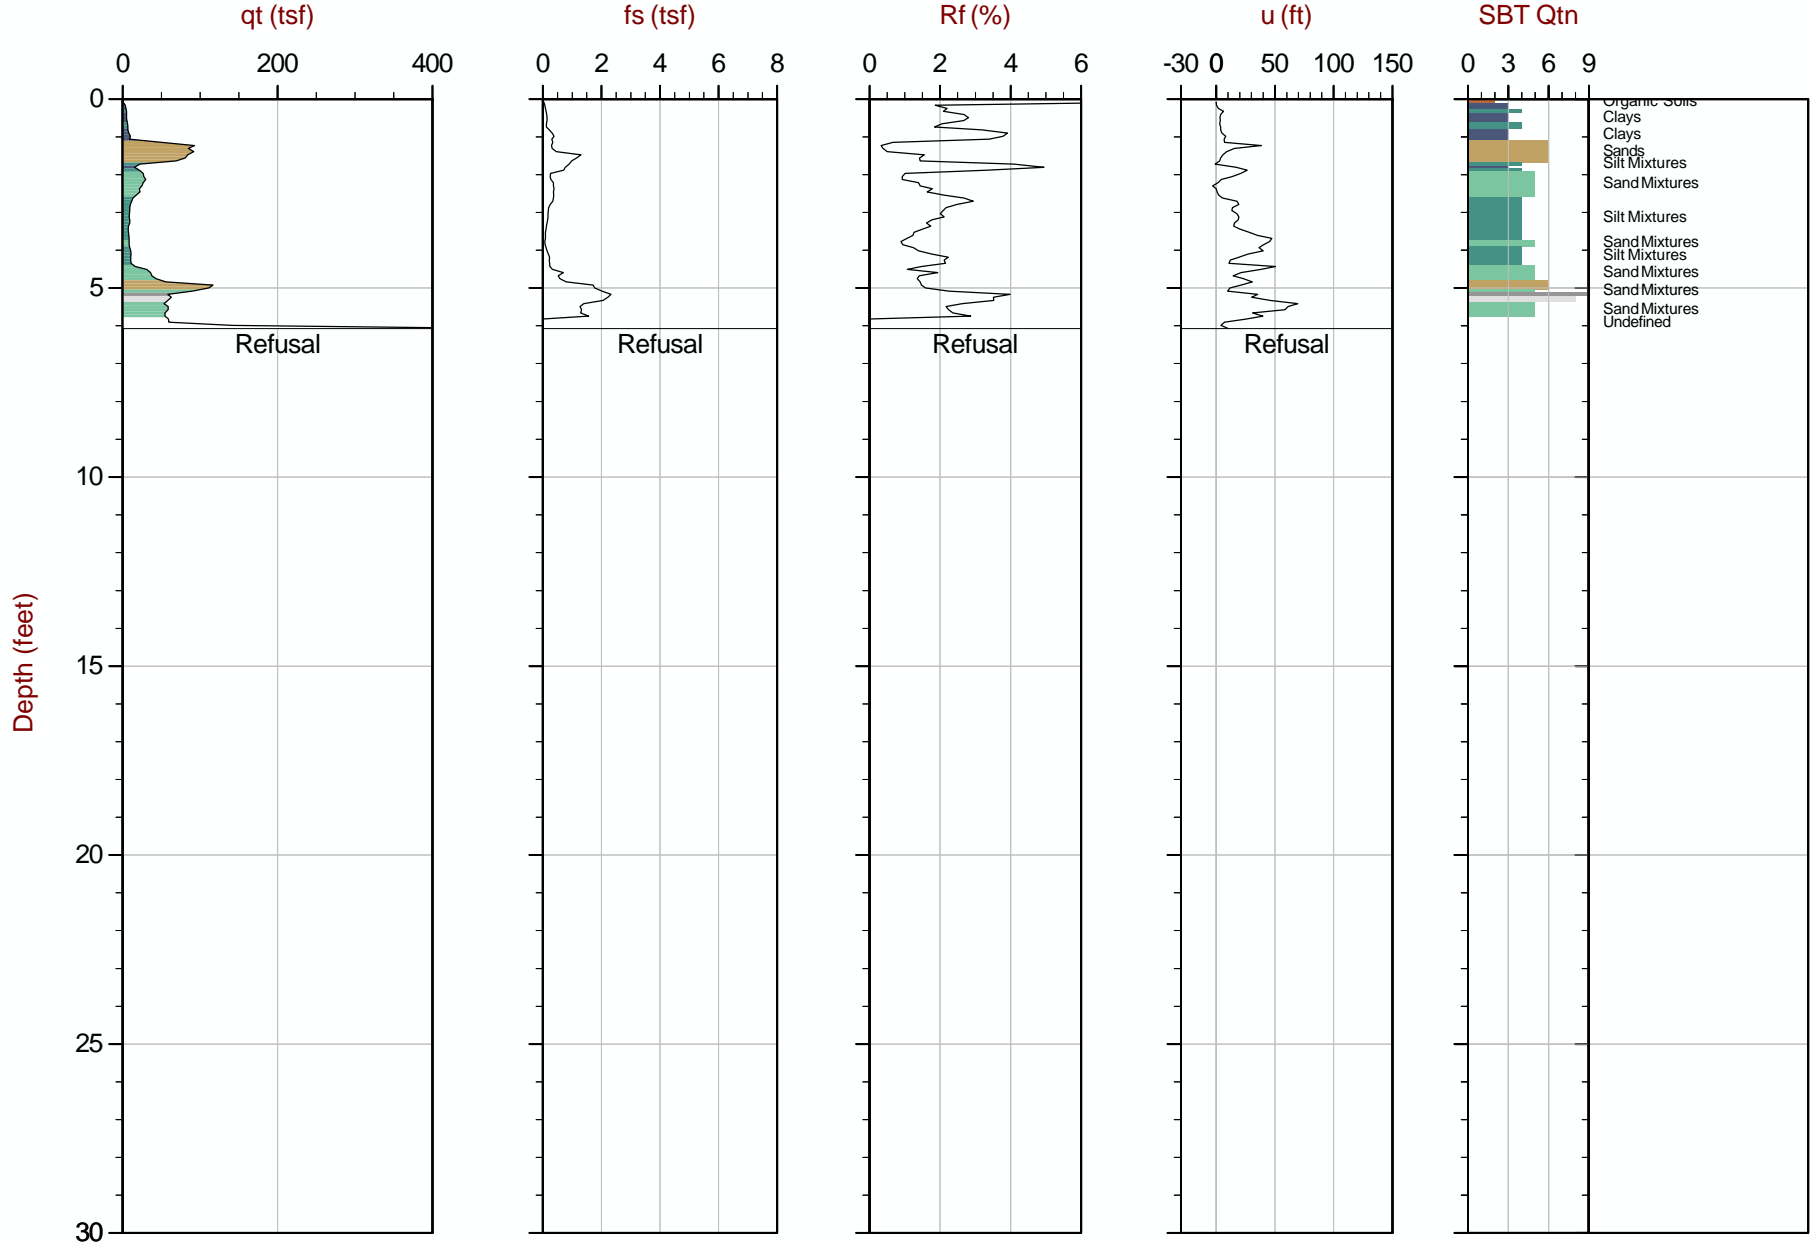 qt (tsf) fs (tsf) Rf (%) u (ft) SBT Qtn
0 200 400 0 2 4 6 8 0 2 4 6 -30 0 50 100 150 0 3 6 9
0
Organic Soils
Clays
Clays
Sands
Silt Mixtures
Sand Mixtures
Silt Mixtures
Sand Mixtures
Silt Mixtures
Sand Mixtures
5
Sand Mixtures
Sand Mixtures
Undefined
Refusal Refusal Refusal Refusal
10
15
20
25
30
Depth (feet)